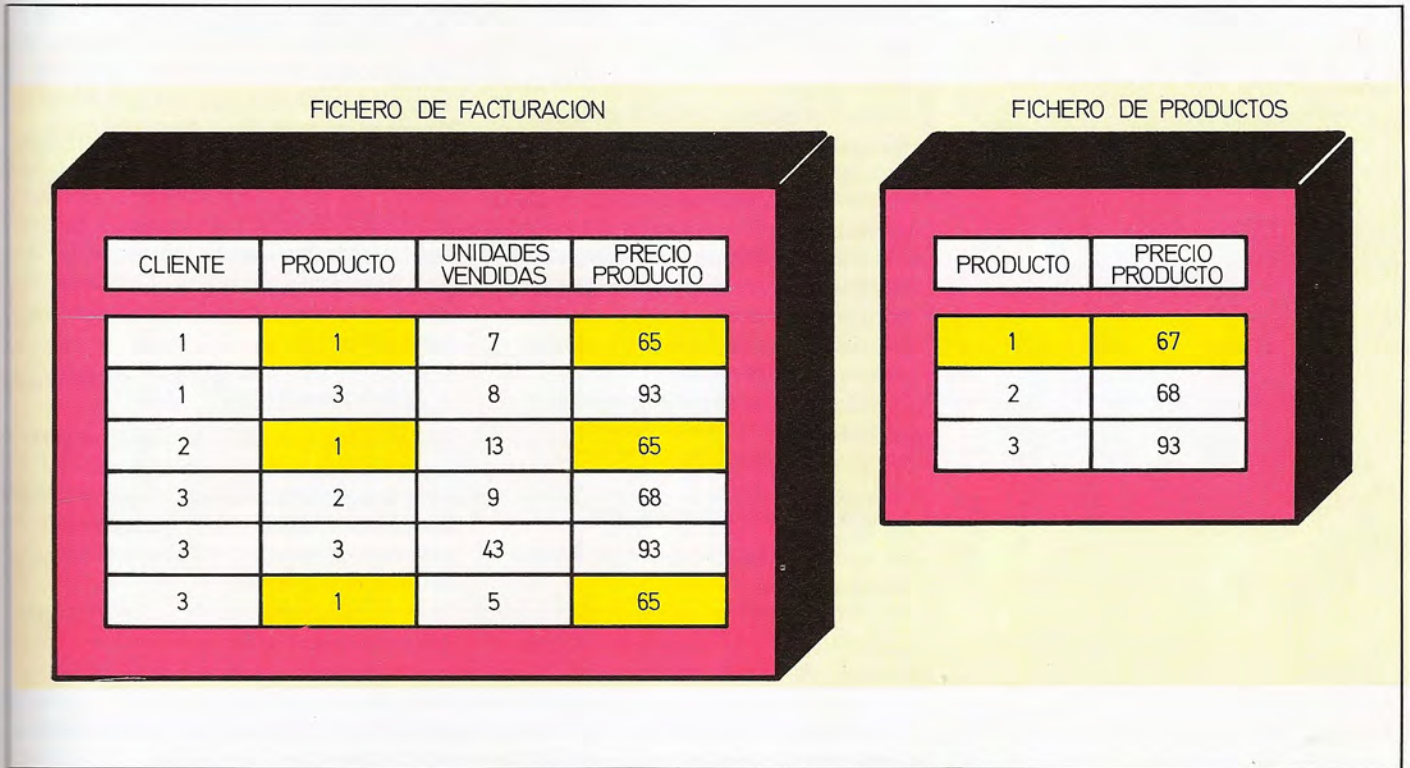 FICHERO DE FACTURACION
CLIENTE PRODUCTO UNIDADES VENDIDAS PRECIO PRODUCTO
1 1 7 65
1 3 8 93
2 1 13 65
3 2 9 68
3 3 43 93
3 1 5 65
FICHERO DE PRODUCTOS
PRODUCTO PRECIO PRODUCTO
1 67
2 68
3 93